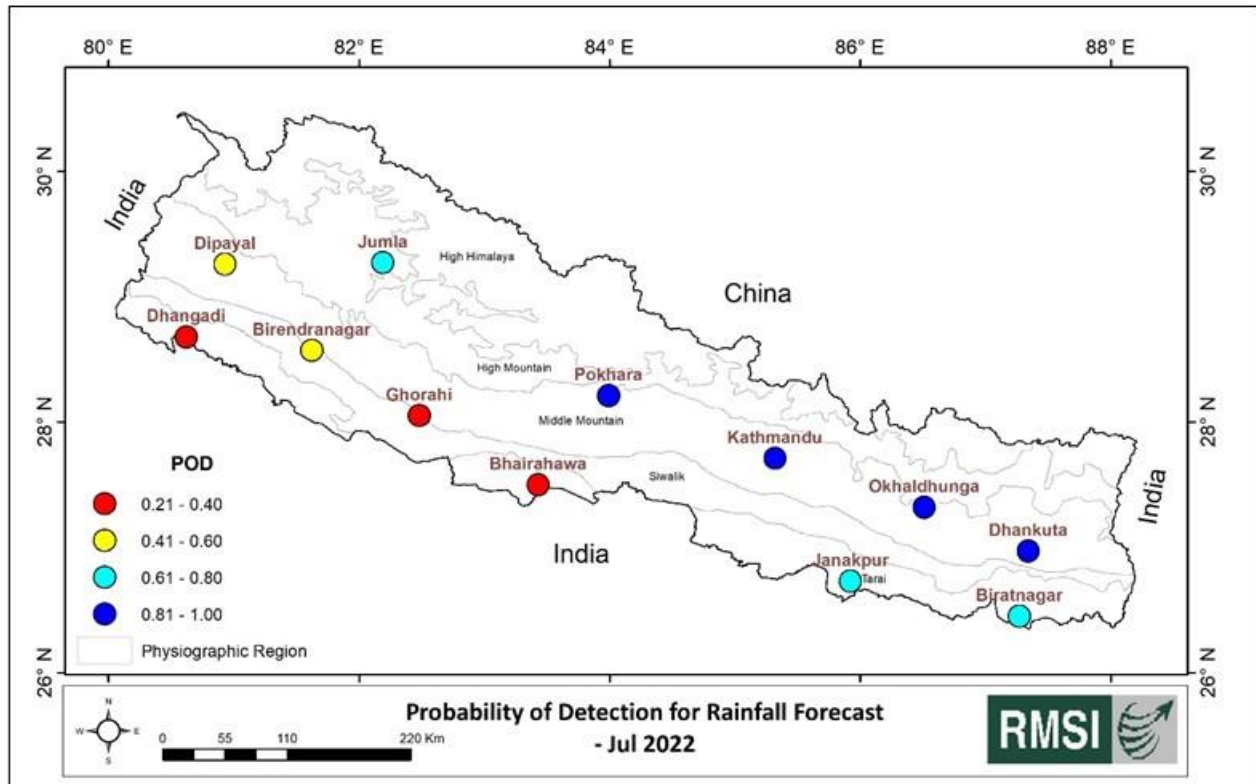 80° E
82° E
84° E
86° E
88° E
30° N
30° N
India
Dipayal
Jumla
High Himalaya
China
Dhangadi
Birendranagar
High Mountain
Pokhara
Ghorahi
28° N
28° N
Middle Mountain
Kathmandu
Bhairahawa
Siwalik
Okhaldhunga
India
Dhankuta
India
Janakpur
Tarai
Biratnagar
POD
0.21 - 0.40
0.41 - 0.60
0.61 - 0.80
0.81 - 1.00
Physiographic Region
26° N
26° N
N
W E
S
0 55 110 220 Km
Probability of Detection for Rainfall Forecast
- Jul 2022
RMSI